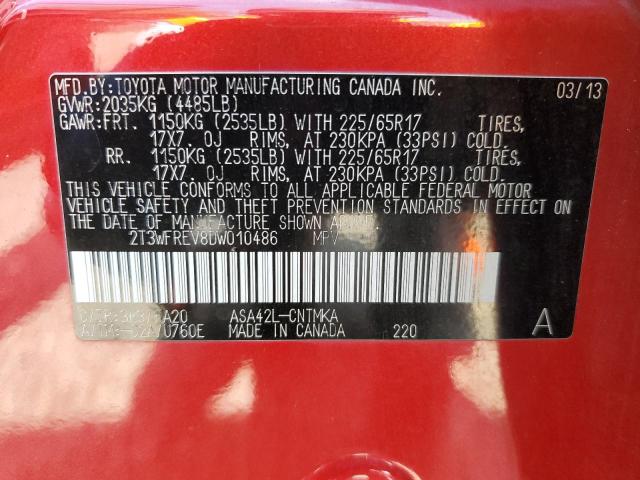 MFD.BY:TOYOTA MOTOR MANUFACTURING CANADA INC. 03/13
GVWR:2035KG (4485LB)
GAWR:FRT. 1150KG (2535LB) WITH 225/65R17 TIRES,
17X7.0J RIMS, AT 230KPA (33PSI) COLD.
RR. 1150KG (2535LB) WITH 225/65R17 TIRES,
17X7.0J RIMS, AT 230KPA (33PSI) COLD.
THIS VEHICLE CONFORMS TO ALL APPLICABLE FEDERAL MOTOR
VEHICLE SAFETY AND THEFT PREVENTION STANDARDS IN EFFECT ON
THE DATE OF MANUFACTURE SHOWN ABOVE.
2T3WFREV8DW010486 MPV
ASA42L-CNTMKA
MADE IN CANADA 220 A